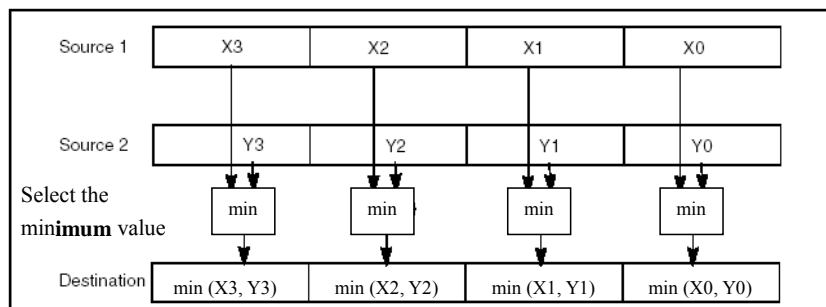 Source 1 X3 X2 X1 X0
Source 2 Y3 Y2 Y1 Y0
Select the
minimum value
min min min min
Destination min (X3, Y3) min (X2, Y2) min (X1, Y1) min (X0, Y0)